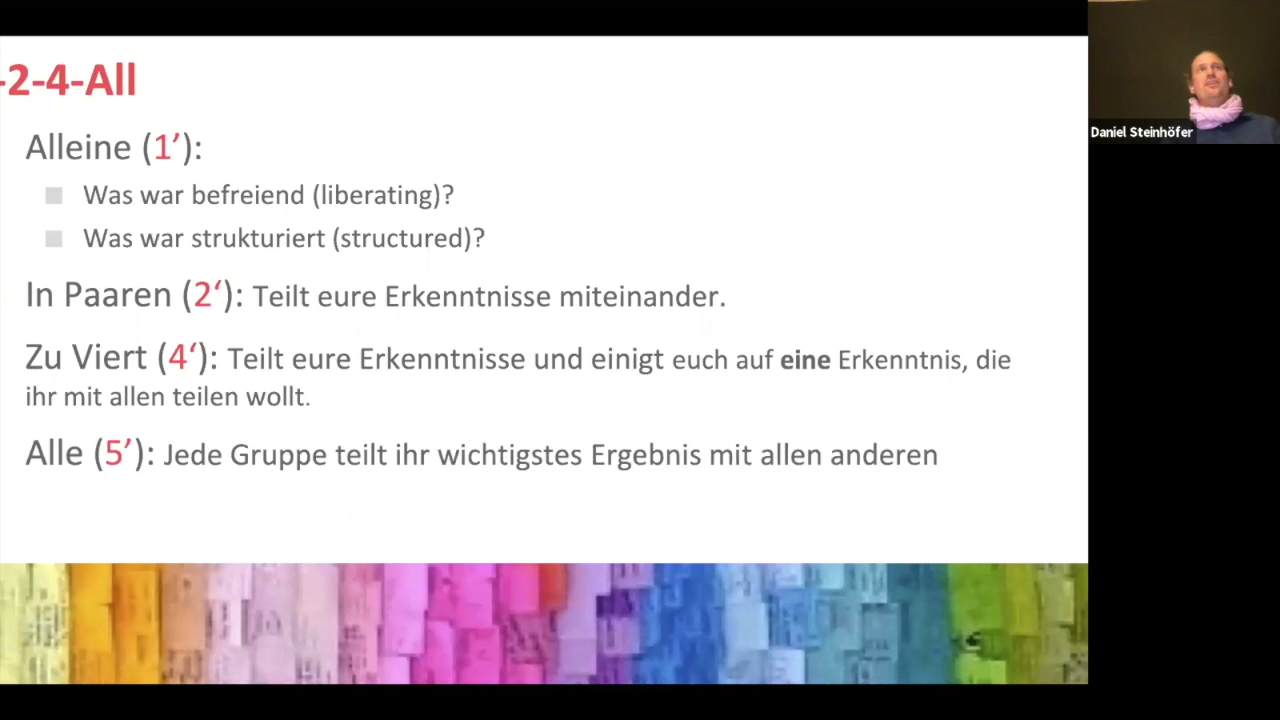 -2-4-All
Alleine (1’):
Was war befreiend (liberating)?
Was war strukturiert (structured)?
In Paaren (2‘): Teilt eure Erkenntnisse miteinander.
Zu Viert (4‘): Teilt eure Erkenntnisse und einigt euch auf eine Erkenntnis, die
ihr mit allen teilen wollt.
Alle (5’): Jede Gruppe teilt ihr wichtigstes Ergebnis mit allen anderen
Daniel Steinhöfer